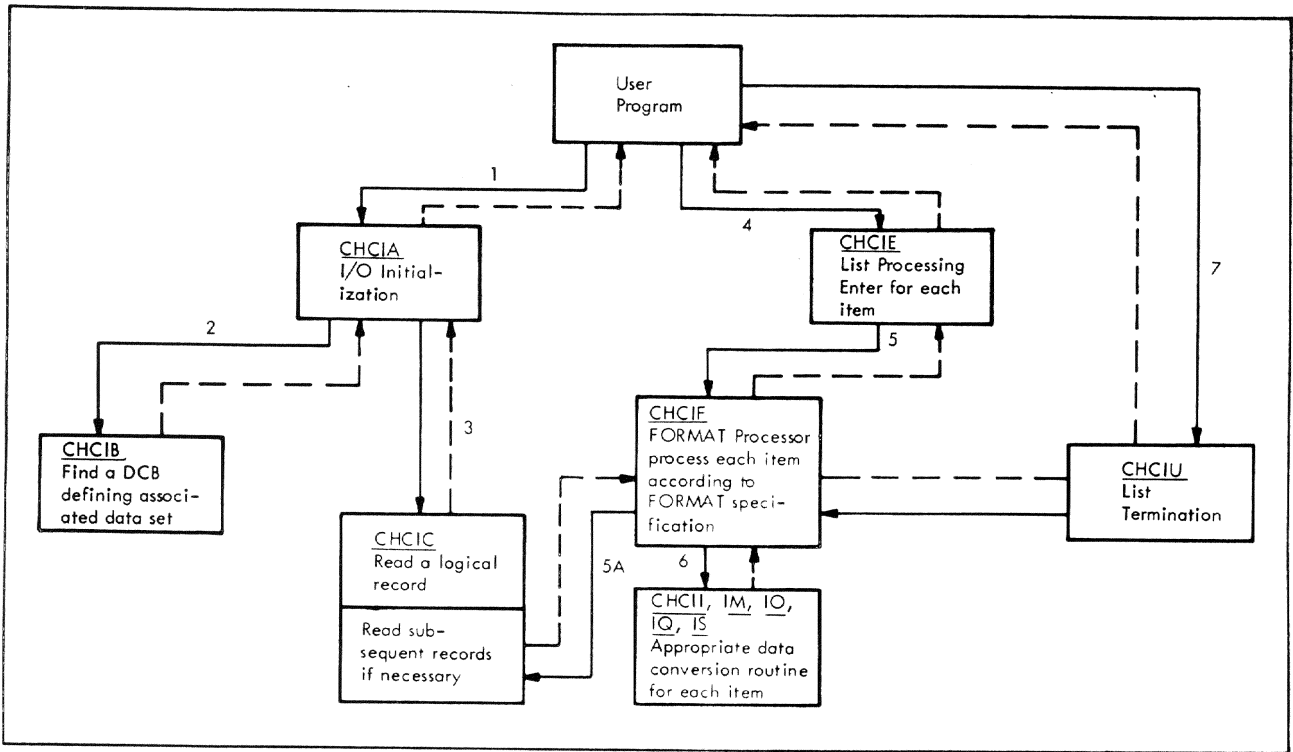 User
Program
1
4
7
CHCIA
I/O Initial-
ization
CHCIE
List Processing
Enter for each
item
2
3
5
CHCIB
Find a DCB
defining associ-
ated data set
CHCIF
FORMAT Processor
process each item
according to
FORMAT speci-
fication
CHCIU
List
Termination
CHCIC
Read a logical
record
Read sub-
sequent records
if necessary
5A
6
CHCII, IM, IO,
IQ, IS
Appropriate data
conversion routine
for each item